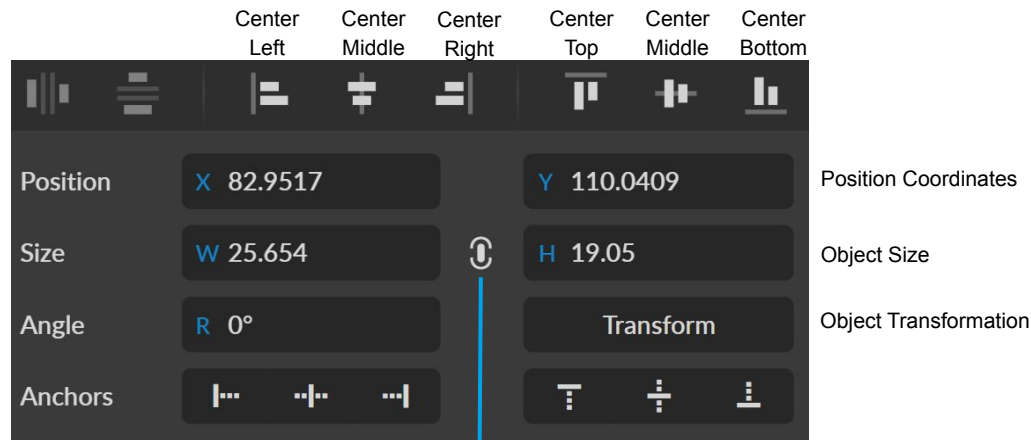 Center Center Center Center Center Center
Left Middle Right Top Middle Bottom
Position X 82.9517 Y 110.0409 Position Coordinates
Size W 25.654 H 19.05 Object Size
Angle R 0° Transform Object Transformation
Anchors